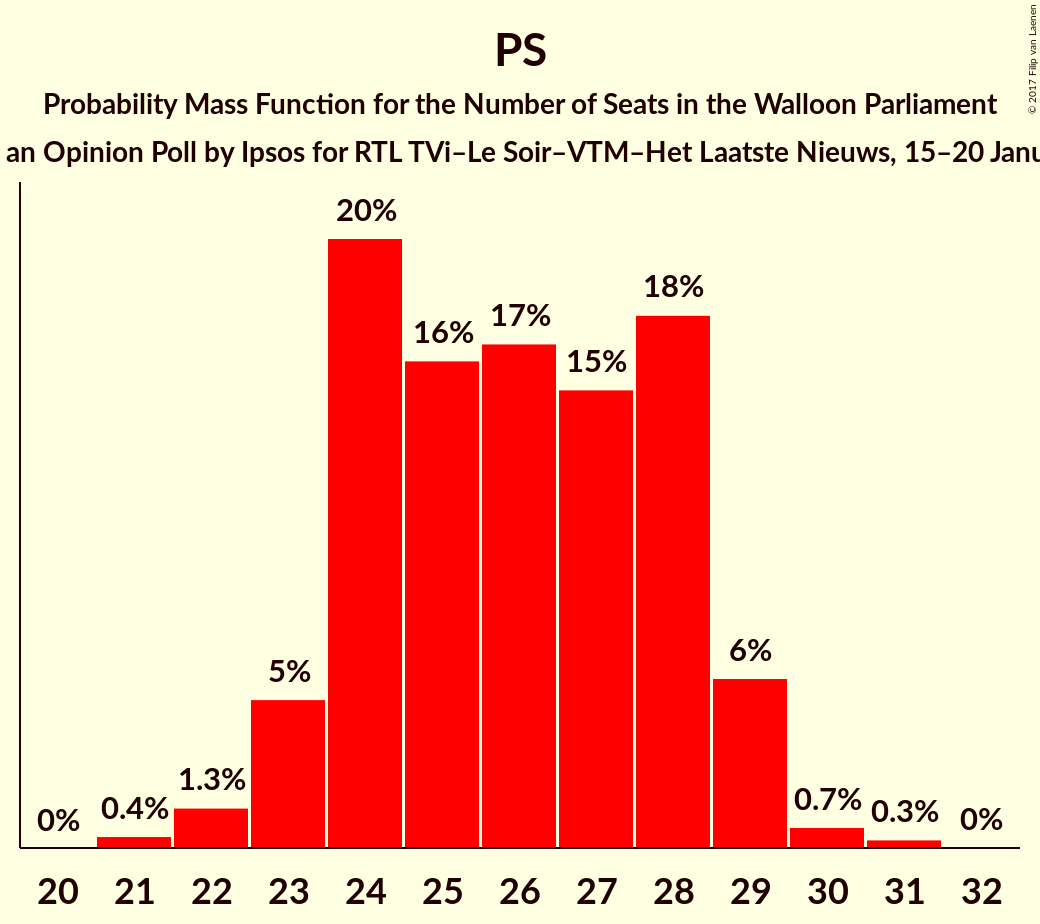 PS
Probability Mass Function for the Number of Seats in the Walloon Parliament
an Opinion Poll by Ipsos for RTL TVi–Le Soir–VTM–Het Laatste Nieuws, 15–20 Janu
© 2017 Filip van Laenen
20%
18%
17%
16%
15%
6%
5%
1.3%
0.7%
0.4%
0.3%
0%
0%
20 21 22 23 24 25 26 27 28 29 30 31 32